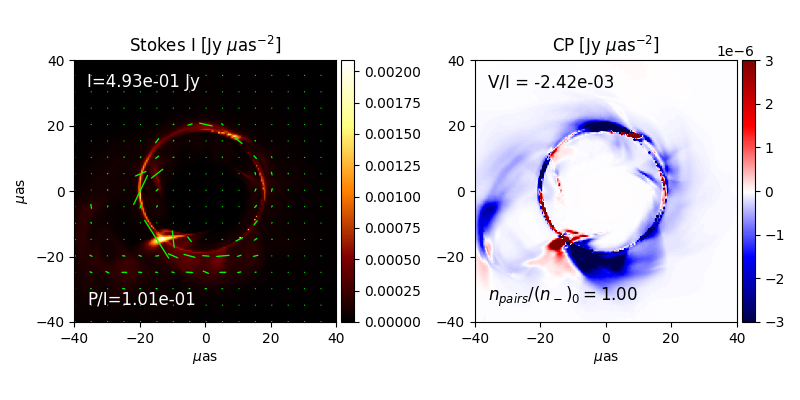 Stokes I [Jy μas⁻²]
I=4.93e-01 Jy
P/I=1.01e-01
40
20
0
−20
−40
μas
−40 −20 0 20 40
μas
0.00200
0.00175
0.00150
0.00125
0.00100
0.00075
0.00050
0.00025
0.00000
CP [Jy μas⁻²]
1e−6
V/I = -2.42e-03
n_pairs/(n_−)_0 = 1.00
40
20
0
−20
−40
−40 −20 0 20 40
μas
3
2
1
0
−1
−2
−3